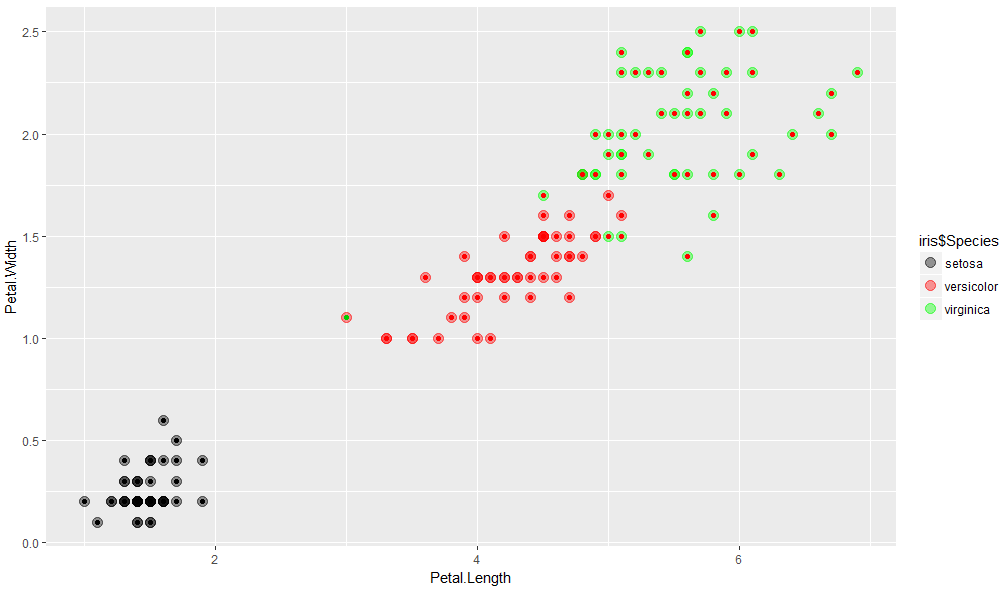 2.5
2.0
1.5
1.0
0.5
0.0
Petal.Width
2 4 6
Petal.Length
iris$Species
setosa
versicolor
virginica